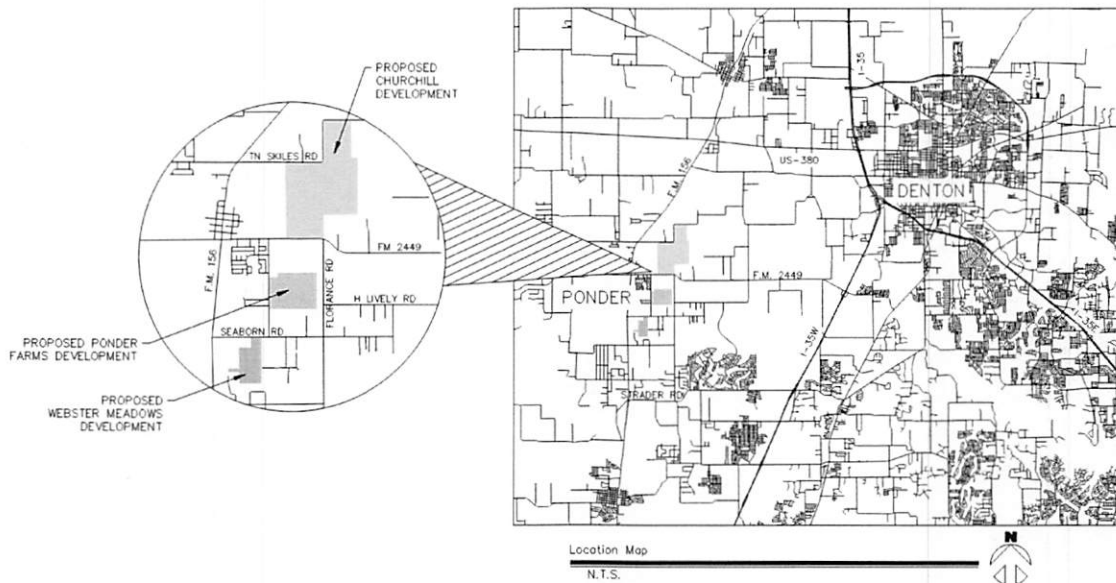 PROPOSED
CHURCHILL
DEVELOPMENT
TN SKILES RD
F.M. 156
FM 2449
FLORANCE RD
H LIVELY RD
SEABORN RD
PROPOSED PONDER
FARMS DEVELOPMENT
PROPOSED
WEBSTER MEADOWS
DEVELOPMENT
I-35
US-380
F.M. 156
DENTON
F.M. 2449
PONDER
I-35W
I-35E
STRADER RD
Location Map
N.T.S.
N